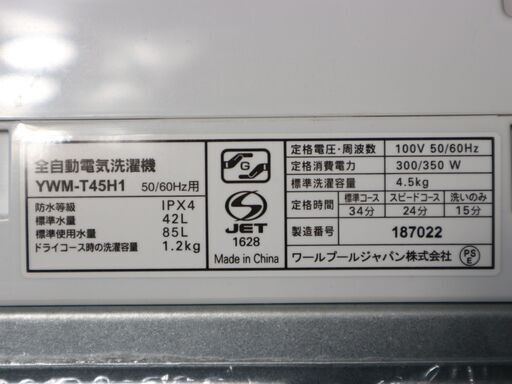 全自動電気洗濯機
YWM-T45H1 50/60Hz用
防水等級 IPX4
標準水量 42L
標準使用水量 85L
ドライコース時の洗濯容量 1.2kg
G
S
JET
1628
Made in China
定格電圧・周波数 100V 50/60Hz
定格消費電力 300/350 W
標準洗濯容量 4.5kg
定格時間 標準コース スピードコース 洗いのみ
34分 24分 15分
製造番号 187022
ワールプールジャパン株式会社 PS E